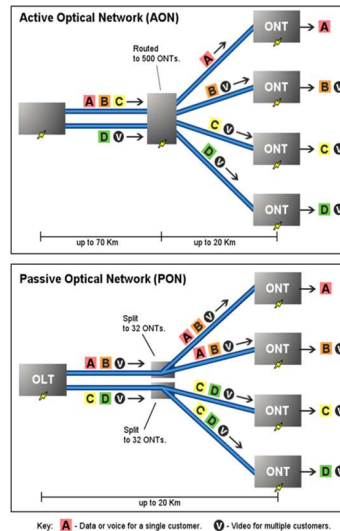 Active Optical Network (AON)
Routed
to 500 ONTs.
ONT
A
A
A B C
B V
ONT
B V
D V
C V
ONT
C V
D V
ONT
D V
up to 70 Km
up to 20 Km
Passive Optical Network (PON)
ONT
A
Split
to 32 ONTs.
A B V
A B V
ONT
B V
OLT
A B V
C D V
C D V
ONT
C V
Split
to 32 ONTs.
C D V
ONT
D V
up to 20 Km
Key: A - Data or voice for a single customer. V - Video for multiple customers.